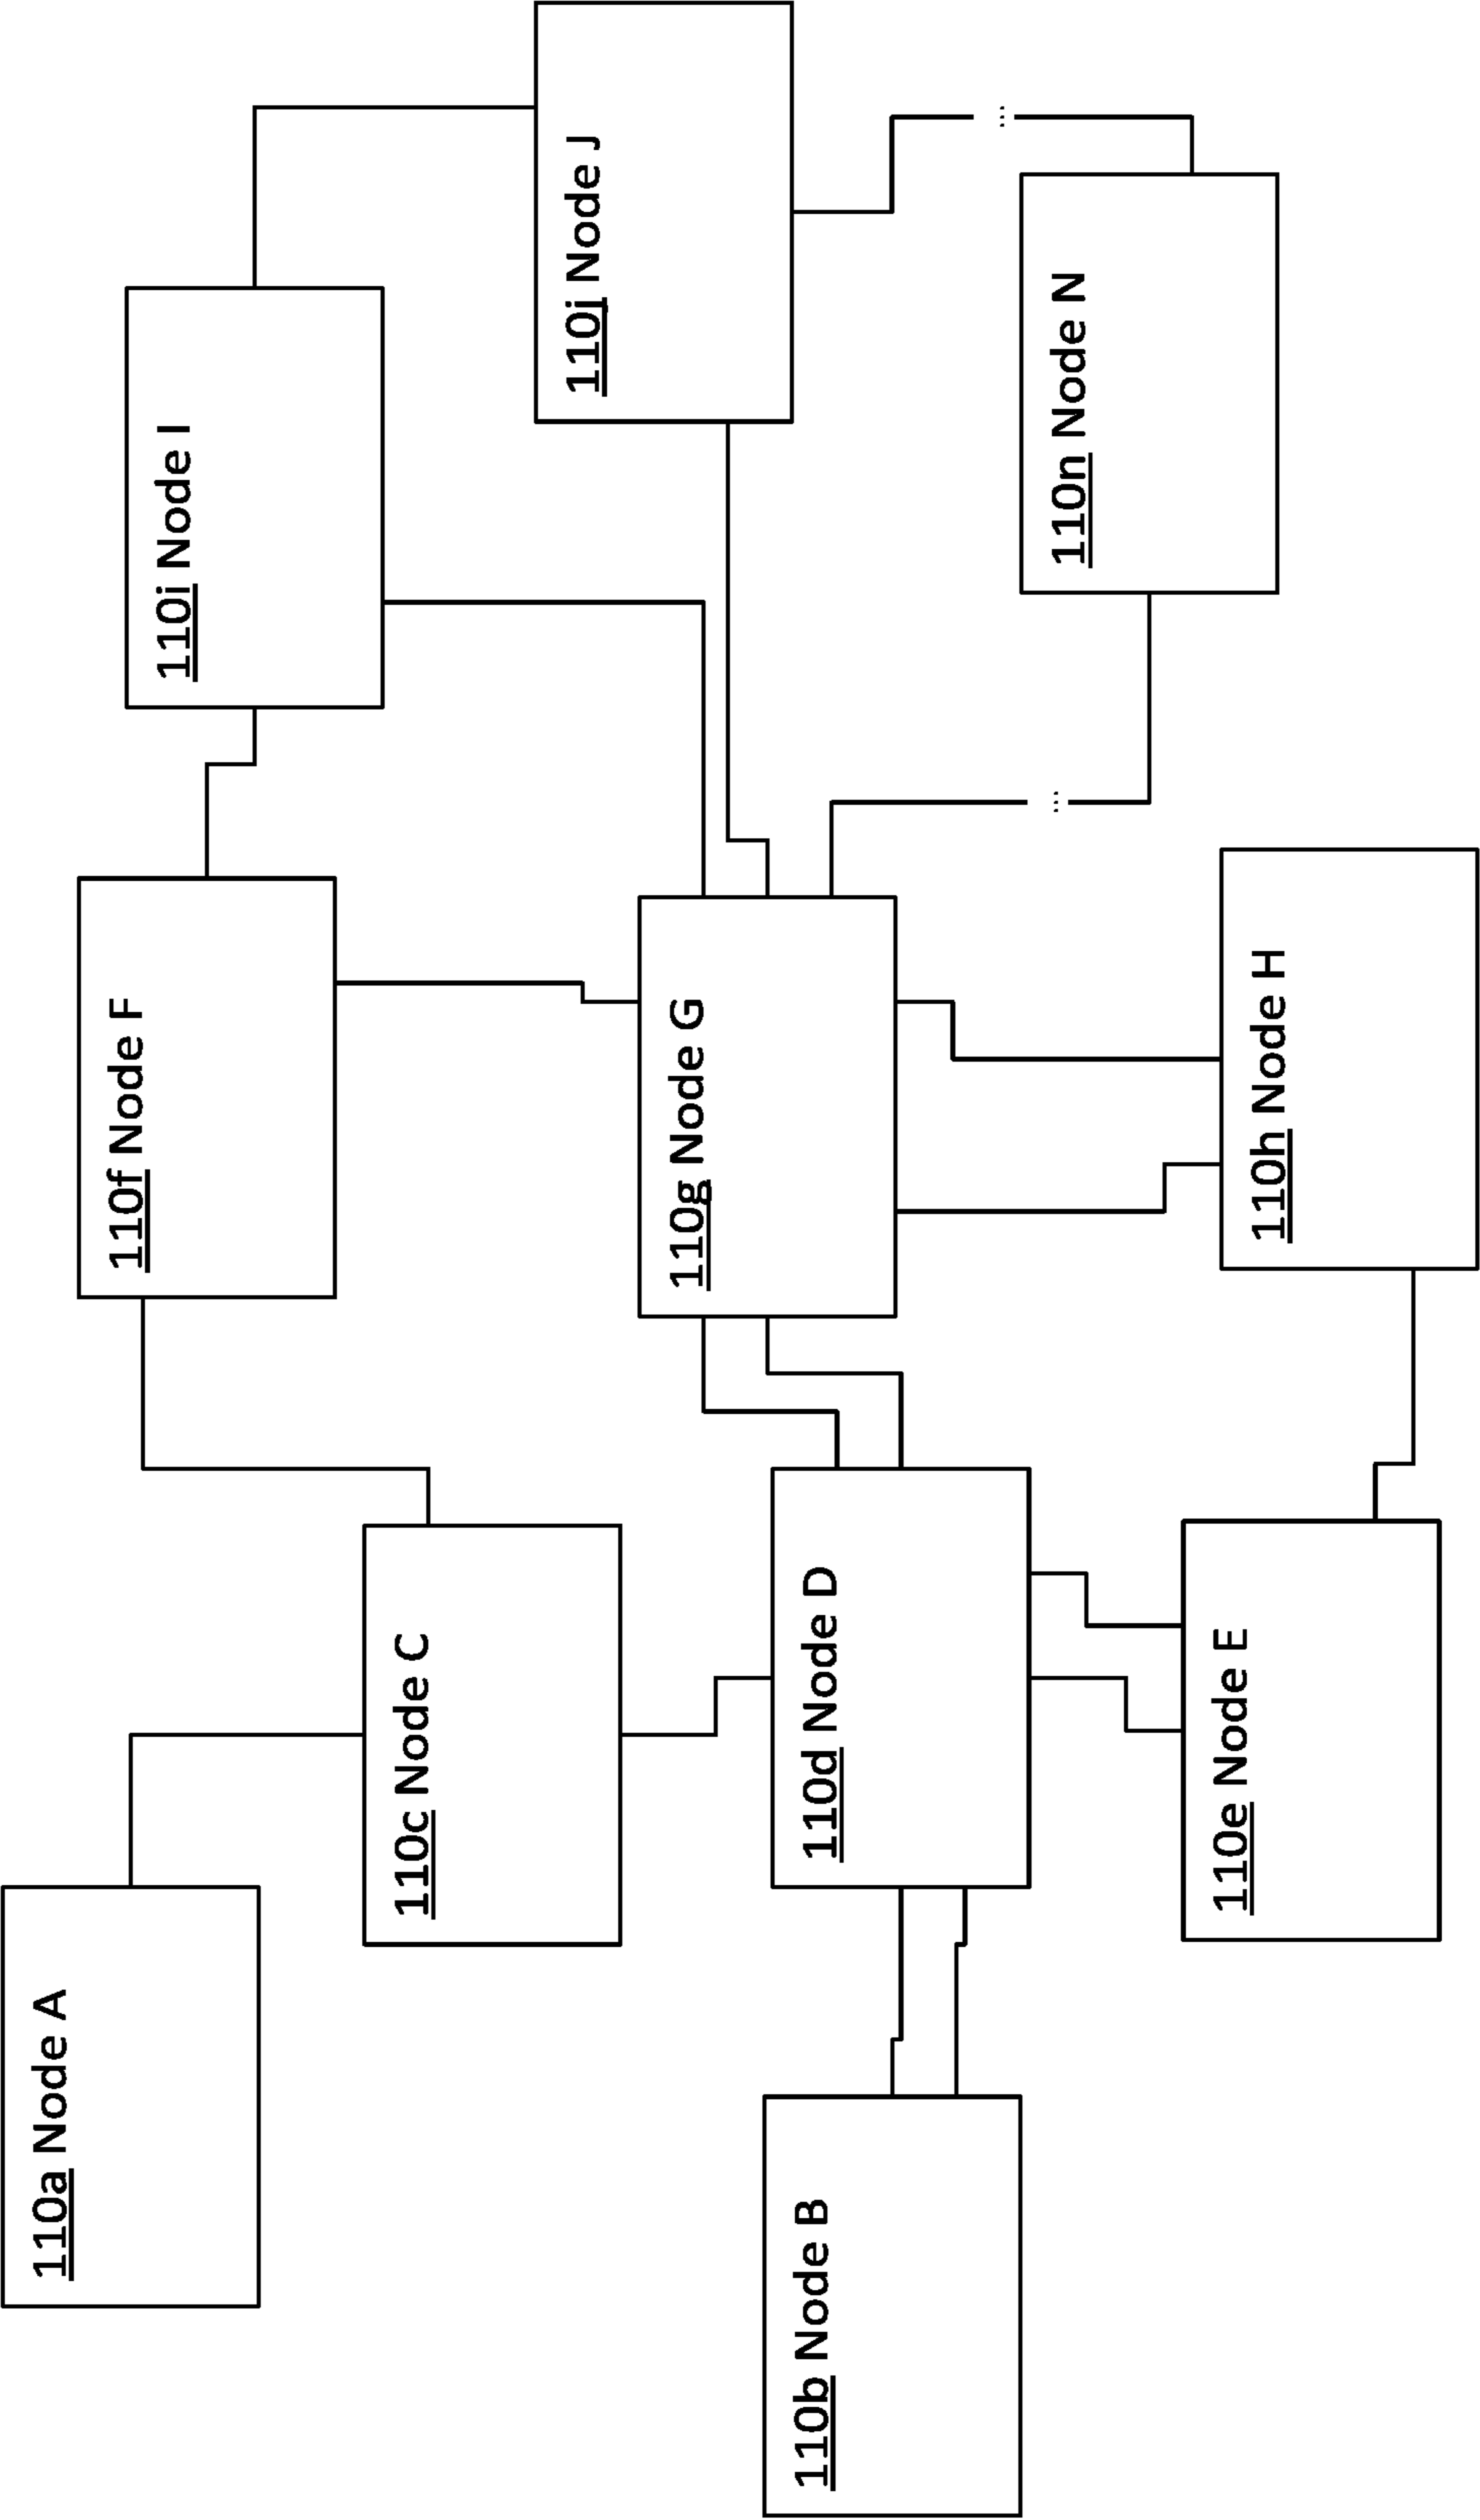 110a Node A
110b Node B
110c Node C
110d Node D
110e Node E
110f Node F
110g Node G
110h Node H
110i Node I
110j Node J
...
...
110n Node N